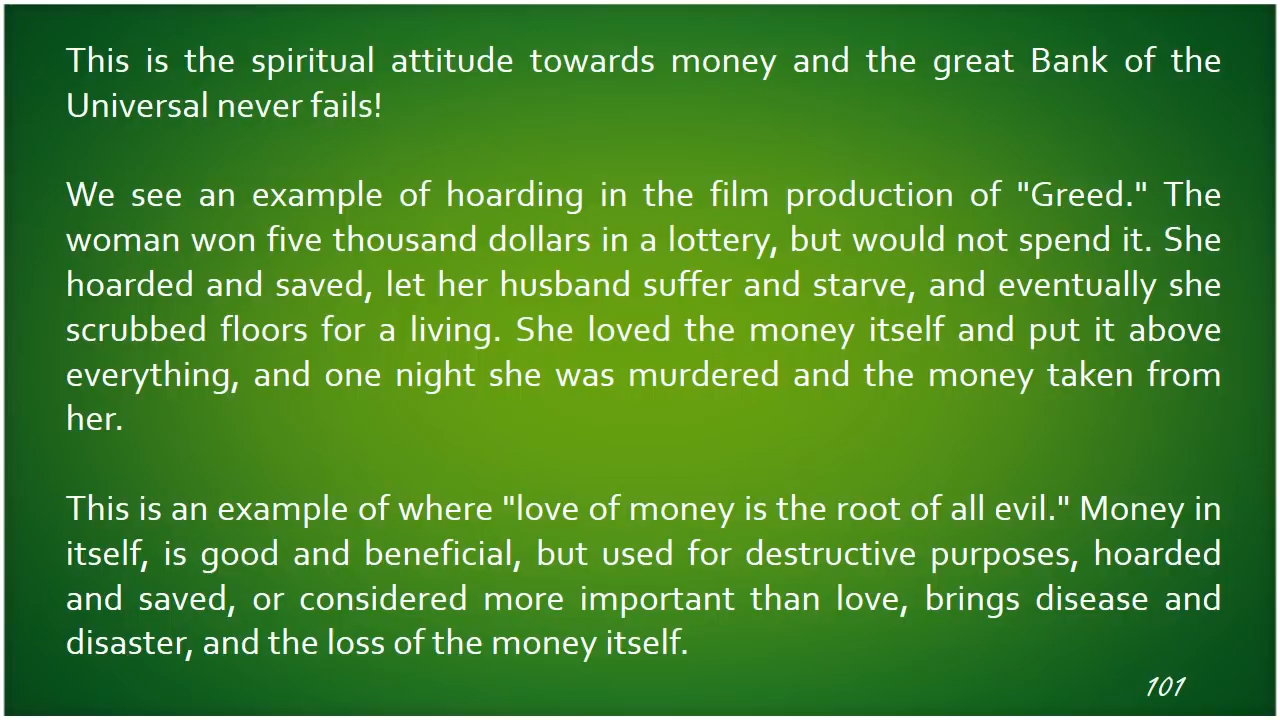 This is the spiritual attitude towards money and the great Bank of the
Universal never fails!
We see an example of hoarding in the film production of "Greed." The
woman won five thousand dollars in a lottery, but would not spend it. She
hoarded and saved, let her husband suffer and starve, and eventually she
scrubbed floors for a living. She loved the money itself and put it above
everything, and one night she was murdered and the money taken from
her.
This is an example of where "love of money is the root of all evil." Money in
itself, is good and beneficial, but used for destructive purposes, hoarded
and saved, or considered more important than love, brings disease and
disaster, and the loss of the money itself.
101